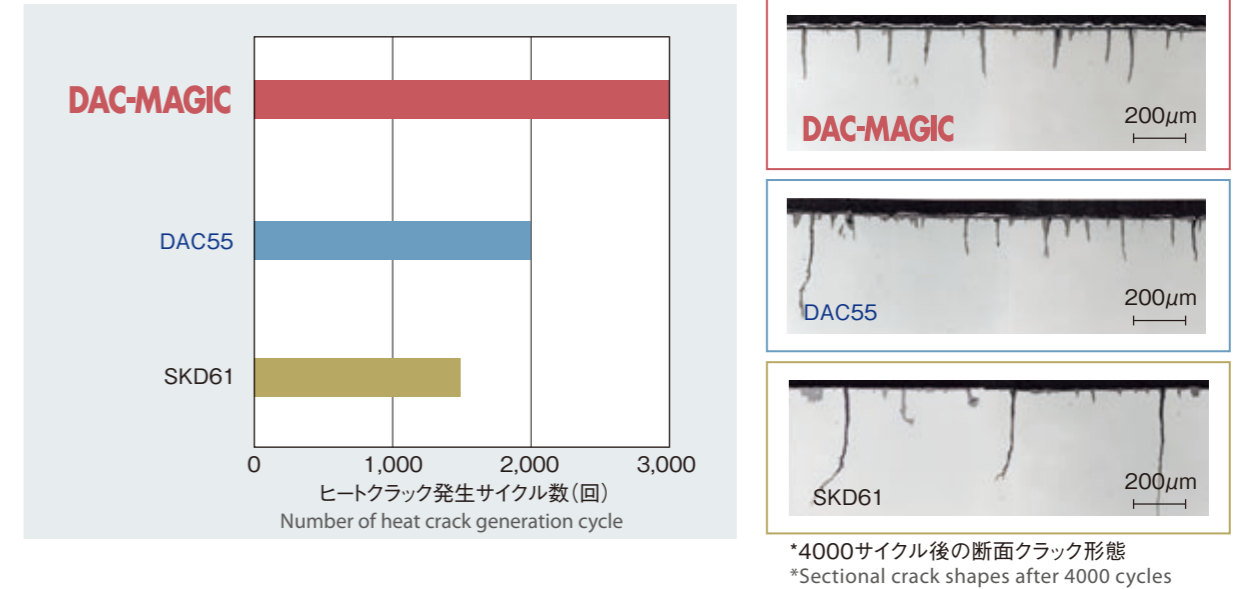 DAC-MAGIC
DAC55
SKD61
0 1,000 2,000 3,000
ヒートクラック発生サイクル数(回)
Number of heat crack generation cycle
DAC-MAGIC
200μm
DAC55
200μm
SKD61
200μm
*4000サイクル後の断面クラック形態
*Sectional crack shapes after 4000 cycles